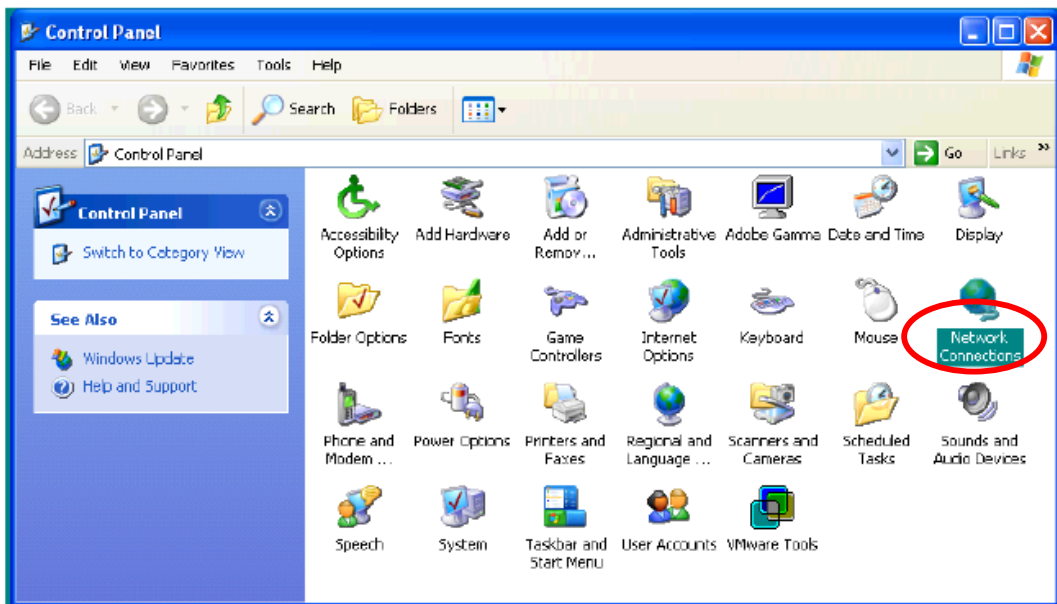 Control Panel
File Edit View Favorites Tools Help
Back Search Folders
Address Control Panel Go Links »
Control Panel
Switch to Category View
See Also
Windows Update
Help and Support
Accessibility Options
Add Hardware
Add or Remov...
Administrative Tools
Adobe Gamma
Date and Time
Display
Folder Options
Fonts
Game Controllers
Internet Options
Keyboard
Mouse
Network Connections
Phone and Modem ...
Power Options
Printers and Faxes
Regional and Language ...
Scanners and Cameras
Scheduled Tasks
Sounds and Audio Devices
Speech
System
Taskbar and Start Menu
User Accounts
VMware Tools